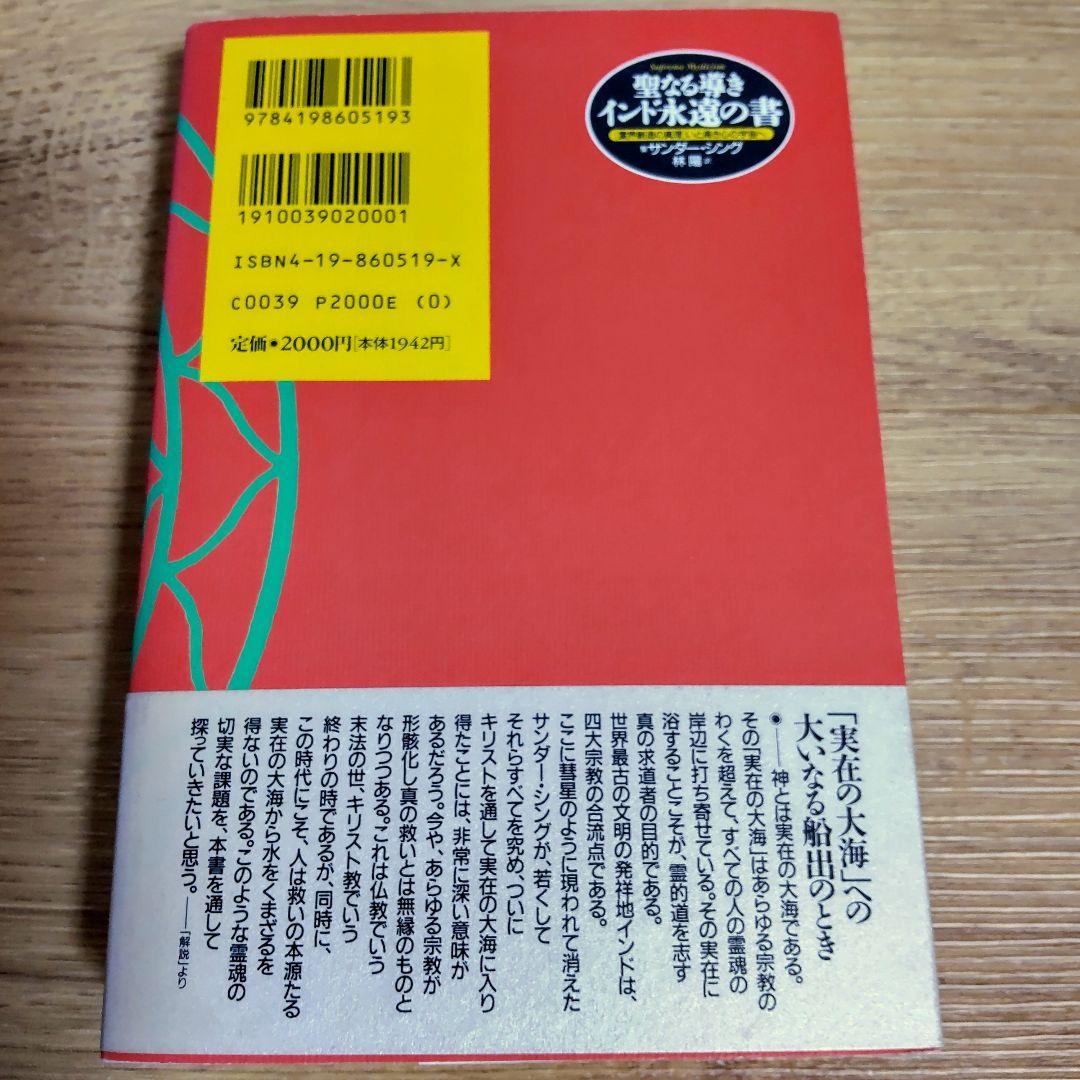 9784198605193
1910039020001
ISBN4-19-860519-X
C0039 P2000E (0)
定価●2000円[本体1942円]
Supreme Medicine
聖なる導き
インド永遠の書
著サンダー・シング
林陽訳
「実在の大海」への
大いなる船出のとき
●――神とは実在の大海である。
その「実在の大海」はあらゆる宗教の
わくを超えて、すべての人の霊魂の
岸辺に打ち寄せている。その実在に
浴することこそが、霊的道を志す
真の求道者の目的である。
世界最古の文明の発祥地インドは、
四大宗教の合流点である。
ここに彗星のように現われて消えた
サンダー・シングが、若くして
それらすべてを究め、ついに
キリストを通して実在の大海に入り
得たことには、非常に深い意味が
あるだろう。今や、あらゆる宗教が
形骸化し真の救いとは無縁のものと
なりつつある。これは仏教でいう
末法の世、キリスト教でいう
終わりの時であるが、同時に、
この時代にこそ、人は救いの本源たる
実在の大海から水をくまざるを
得ないのである。このような霊魂の
切実な課題を、本書を通して
探っていきたいと思う。――「解説」より